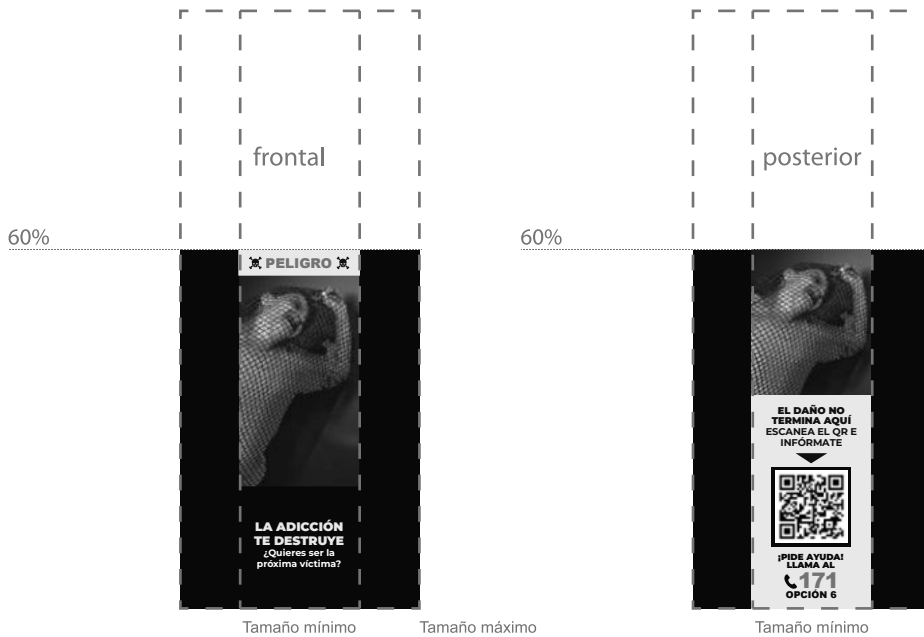 frontal
60%
PELIGRO
LA ADICCIÓN
TE DESTRUYE
¿Quieres ser la
próxima víctima?
Tamaño mínimo
Tamaño máximo
posterior
60%
EL DAÑO NO
TERMINA AQUÍ
ESCANEA EL QR E
INFÓRMATE
¡PIDE AYUDA!
LLAMA AL
171
OPCIÓN 6
Tamaño mínimo